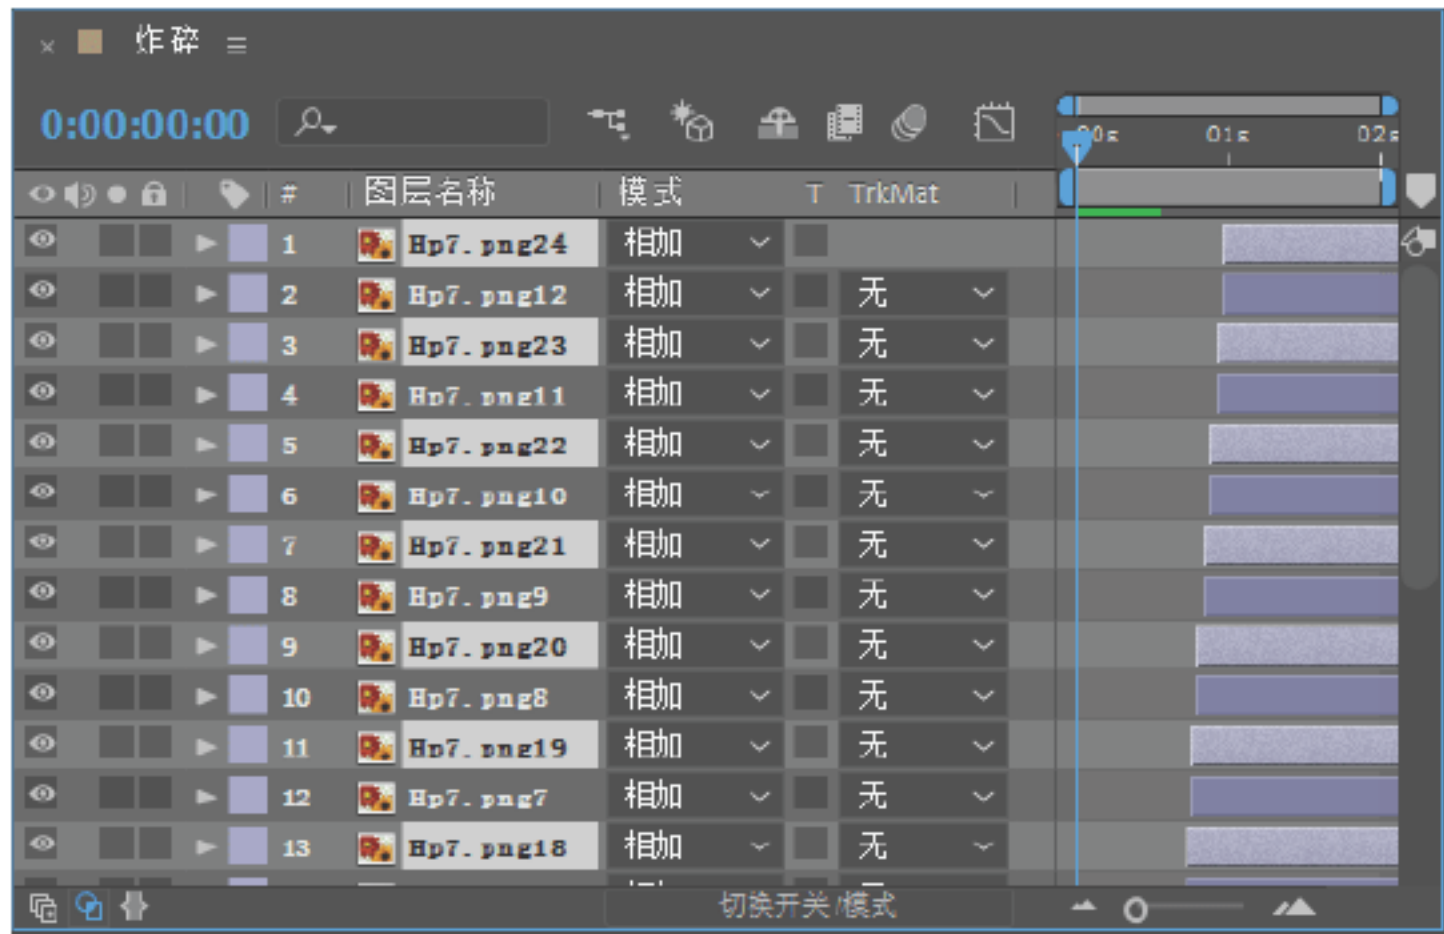 × 炸碎 ≡
0:00:00:00
00s 01s 02s
# 图层名称 模式 T TrkMat
1 Hp7.png24 相加
2 Hp7.png12 相加 无
3 Hp7.png23 相加 无
4 Hp7.png11 相加 无
5 Hp7.png22 相加 无
6 Hp7.png10 相加 无
7 Hp7.png21 相加 无
8 Hp7.png9 相加 无
9 Hp7.png20 相加 无
10 Hp7.png8 相加 无
11 Hp7.png19 相加 无
12 Hp7.png7 相加 无
13 Hp7.png18 相加 无
切换开关/模式